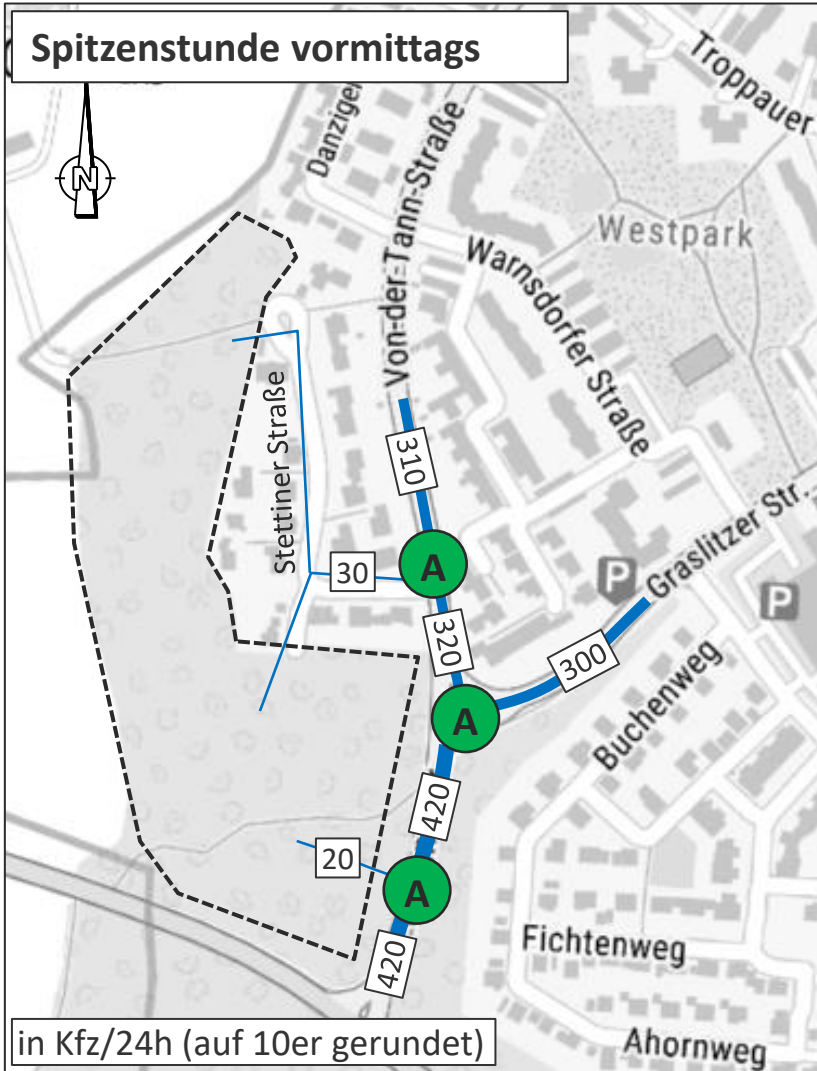 Spitzenstunde vormittags
N
Troppauer
Danziger
Von-der-Tann-Straße
Westpark
Warnsdorfer Straße
Stettiner Straße
310
A
30
Graslitzer Str.
P
P
320
300
A
Buchenweg
420
20
A
Fichtenweg
420
Ahornweg
in Kfz/24h (auf 10er gerundet)